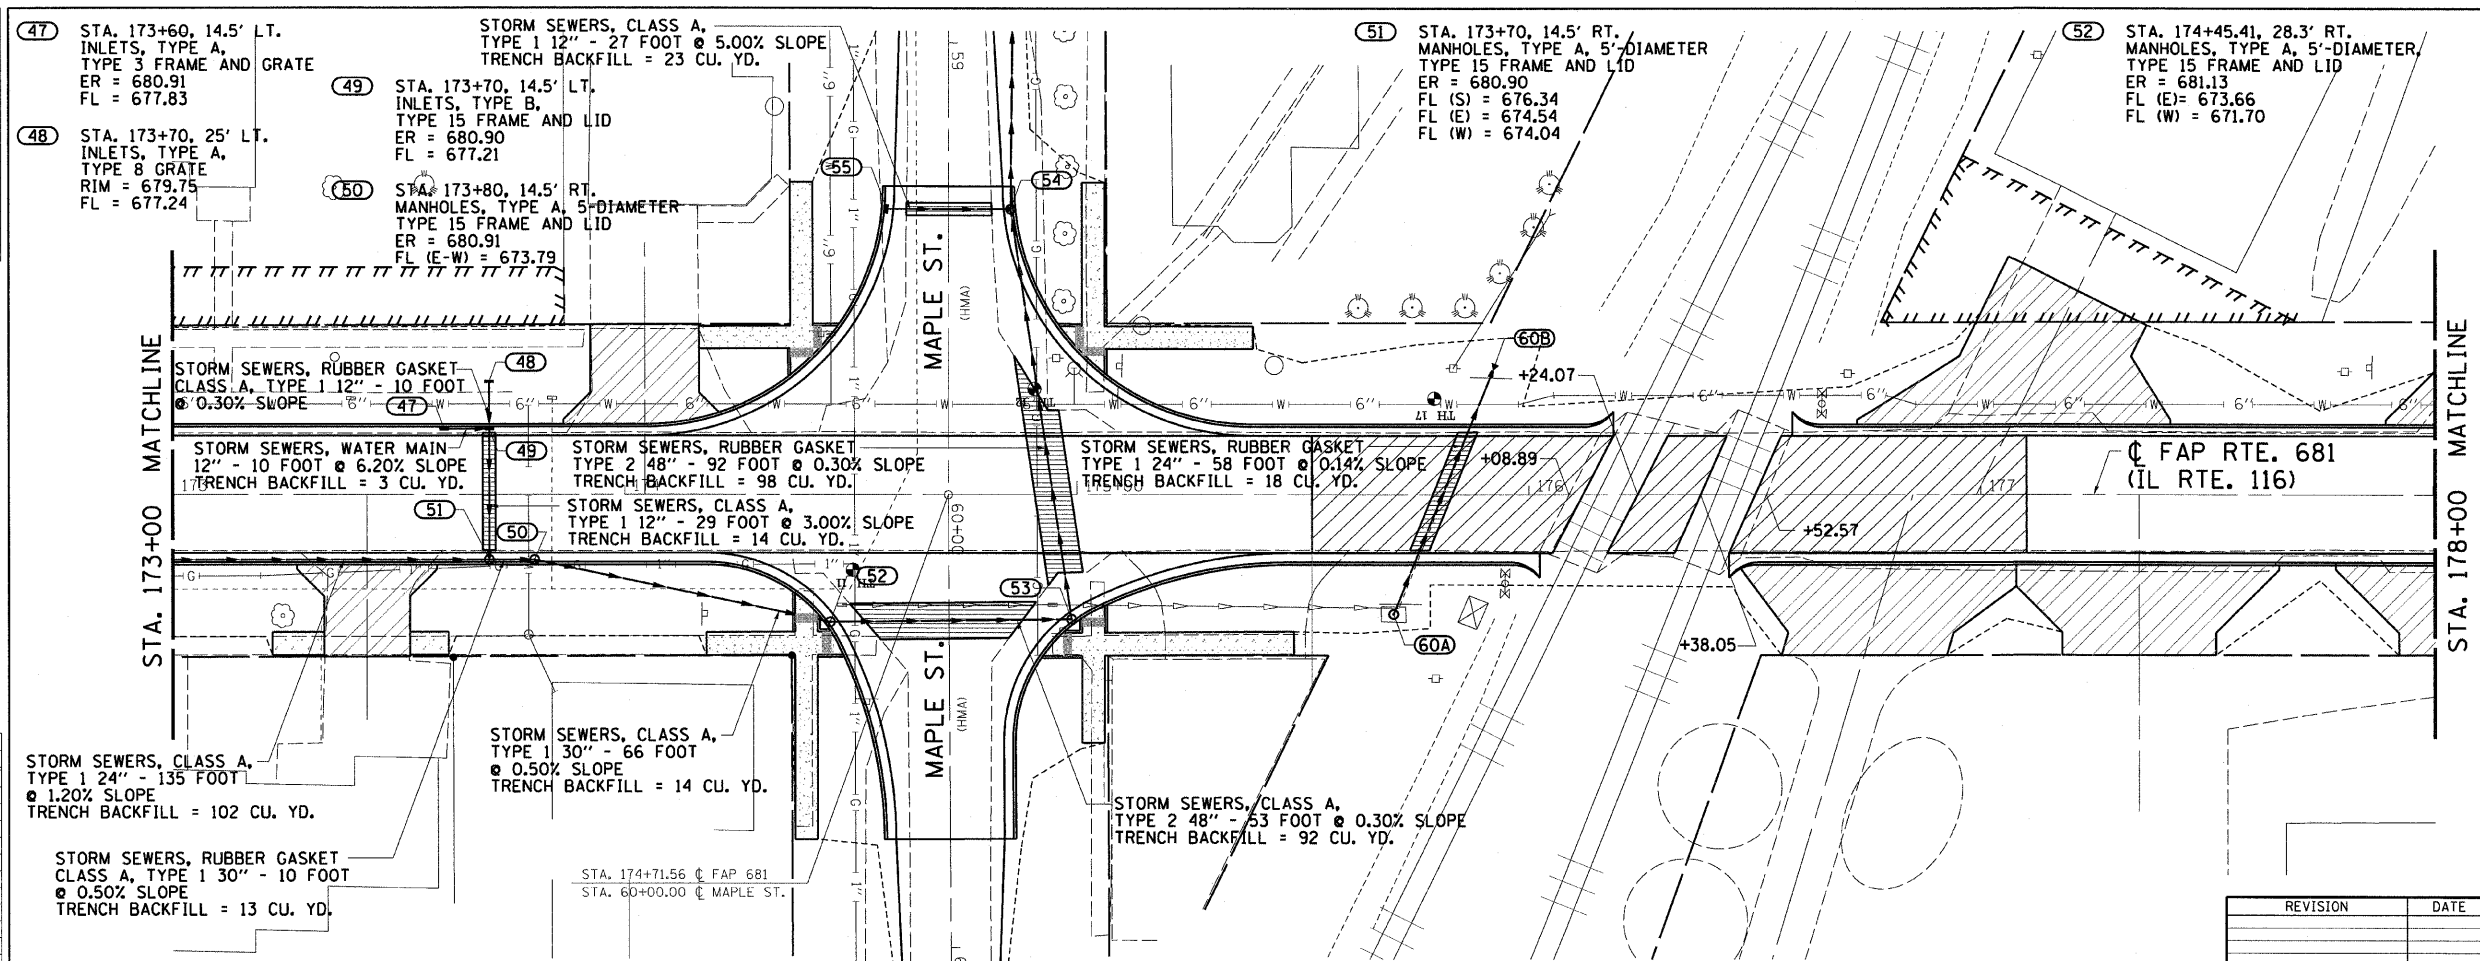 47 STA. 173+60, 14.5' LT.
INLETS, TYPE A,
TYPE 3 FRAME AND GRATE
ER = 680.91
FL = 677.83
48 STA. 173+70, 25' LT.
INLETS, TYPE A,
TYPE 8 GRATE
RIM = 679.75
FL = 677.24
49 STA. 173+70, 14.5' LT.
INLETS, TYPE B,
TYPE 15 FRAME AND LID
ER = 680.90
FL = 677.21
50 STA. 173+80, 14.5' RT.
MANHOLES, TYPE A, 5-DIAMETER
TYPE 15 FRAME AND LID
ER = 680.91
FL (E-W) = 673.79
STORM SEWERS, CLASS A,
TYPE 1 12" - 27 FOOT @ 5.00% SLOPE
TRENCH BACKFILL = 23 CU. YD.
51 STA. 173+70, 14.5' RT.
MANHOLES, TYPE A, 5'-DIAMETER
TYPE 15 FRAME AND LID
ER = 680.90
FL (S) = 676.34
FL (E) = 674.54
FL (W) = 674.04
52 STA. 174+45.41, 28.3' RT.
MANHOLES, TYPE A, 5'-DIAMETER,
TYPE 15 FRAME AND LID
ER = 681.13
FL (E)= 673.66
FL (W) = 671.70
55
54
MAPLE ST.
(HMA)
STA. 173+00 MATCHLINE
STA. 178+00 MATCHLINE
STORM SEWERS, RUBBER GASKET
CLASS A, TYPE 1 12" - 10 FOOT
@ 0.30% SLOPE
48
47
49
60B
+24.07
TH 17
STORM SEWERS, WATER MAIN
12" - 10 FOOT @ 6.20% SLOPE
TRENCH BACKFILL = 3 CU. YD.
STORM SEWERS, RUBBER GASKET
TYPE 2 48" - 92 FOOT @ 0.30% SLOPE
TRENCH BACKFILL = 98 CU. YD.
STORM SEWERS, RUBBER GASKET
TYPE 1 24" - 58 FOOT @ 0.14% SLOPE
TRENCH BACKFILL = 18 CU. YD.
+08.89
176
177
℄ FAP RTE. 681
(IL RTE. 116)
STORM SEWERS, CLASS A,
TYPE 1 12" - 29 FOOT @ 3.00% SLOPE
TRENCH BACKFILL = 14 CU. YD.
51
50
+52.57
52
53
60A
+38.05
MAPLE ST.
(HMA)
STORM SEWERS, CLASS A,
TYPE 1 24" - 135 FOOT
@ 1.20% SLOPE
TRENCH BACKFILL = 102 CU. YD.
STORM SEWERS, CLASS A,
TYPE 1 30" - 66 FOOT
@ 0.50% SLOPE
TRENCH BACKFILL = 14 CU. YD.
STORM SEWERS, CLASS A,
TYPE 2 48" - 53 FOOT @ 0.30% SLOPE
TRENCH BACKFILL = 92 CU. YD.
STORM SEWERS, RUBBER GASKET
CLASS A, TYPE 1 30" - 10 FOOT
@ 0.50% SLOPE
TRENCH BACKFILL = 13 CU. YD.
STA. 174+71.56 ℄ FAP 681
STA. 60+00.00 ℄ MAPLE ST.
REVISION DATE